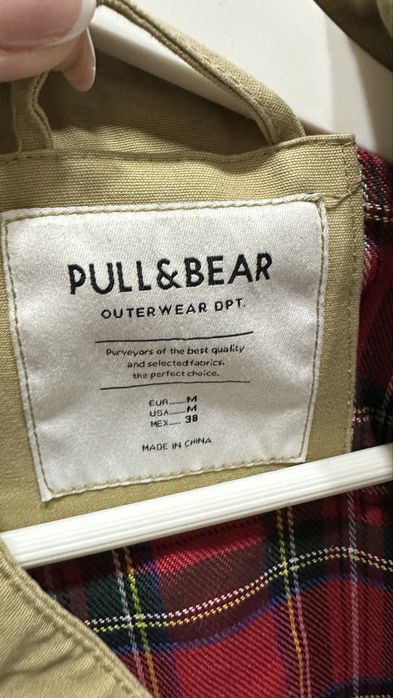 PULL&BEAR
OUTERWEAR DPT.
Purveyors of the best quality
and selected fabrics.
the perfect choice.
EUR......M
USA......M
MEX.... 38
MADE IN CHINA